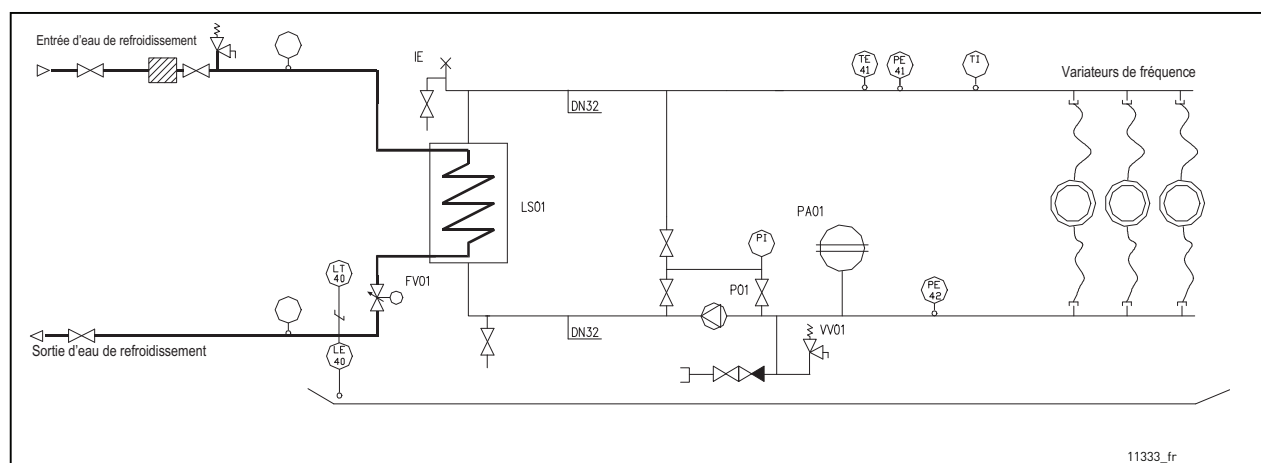 Entrée d'eau de refroidissement
IE
TE
41
PE
41
TI
Variateurs de fréquence
DN32
LS01
PA01
PI
LT
40
FV01
P01
PE
42
DN32
VV01
Sortie d'eau de refroidissement
LE
40
11333_fr